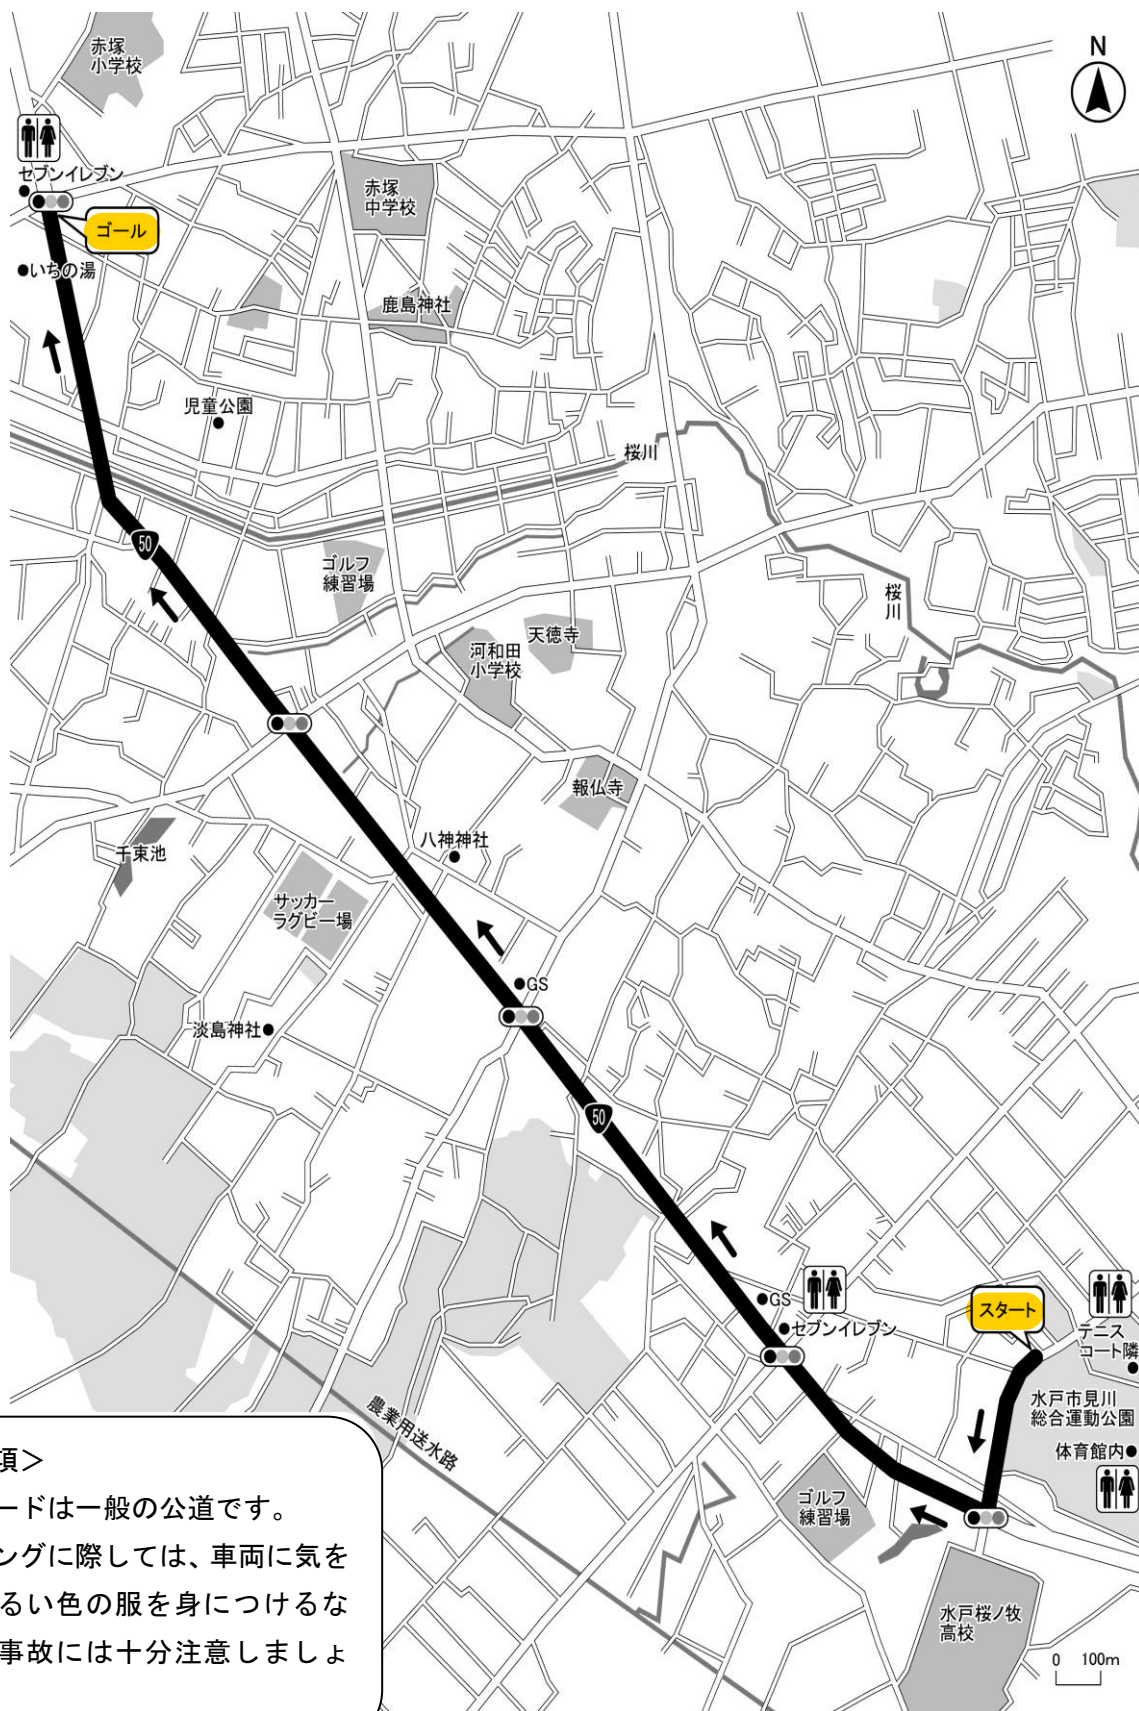 赤塚
小学校
N
セブンイレブン
赤塚
中学校
ゴール
いちの湯
鹿島神社
児童公園
桜川
50
ゴルフ
練習場
桜川
天徳寺
河和田
小学校
報仏寺
八神神社
千束池
サッカー
ラグビー場
GS
淡島神社
50
GS
セブンイレブン
スタート
テニス
コート隣
水戸市見川
総合運動公園
農業用送水路
体育館内
ゴルフ
練習場
水戸桜ノ牧
高校
0 100m
項＞
ードは一般の公道です。
ングに際しては、車両に気を
るい色の服を身につけるな
事故には十分注意しましょ